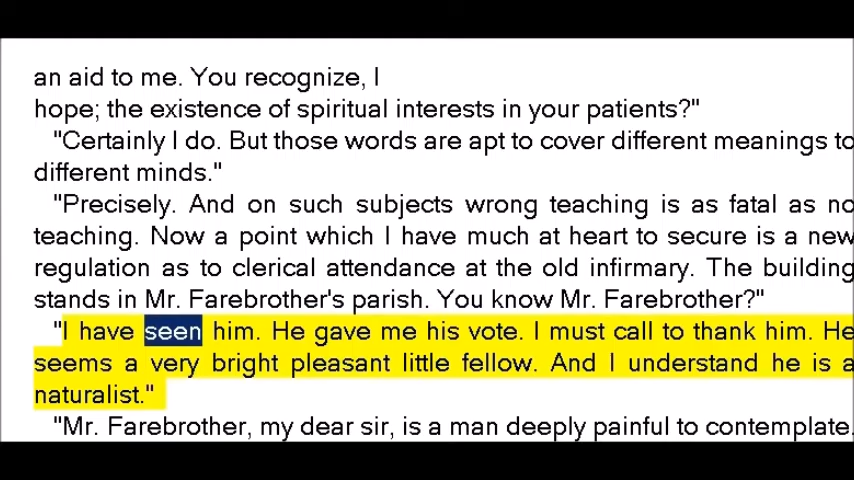 an aid to me. You recognize, I
hope; the existence of spiritual interests in your patients?"
"Certainly I do. But those words are apt to cover different meanings to
different minds."
"Precisely. And on such subjects wrong teaching is as fatal as no
teaching. Now a point which I have much at heart to secure is a new
regulation as to clerical attendance at the old infirmary. The building
stands in Mr. Farebrother's parish. You know Mr. Farebrother?"
"I have seen him. He gave me his vote. I must call to thank him. He
seems a very bright pleasant little fellow. And I understand he is a
naturalist."
"Mr. Farebrother, my dear sir, is a man deeply painful to contemplate.